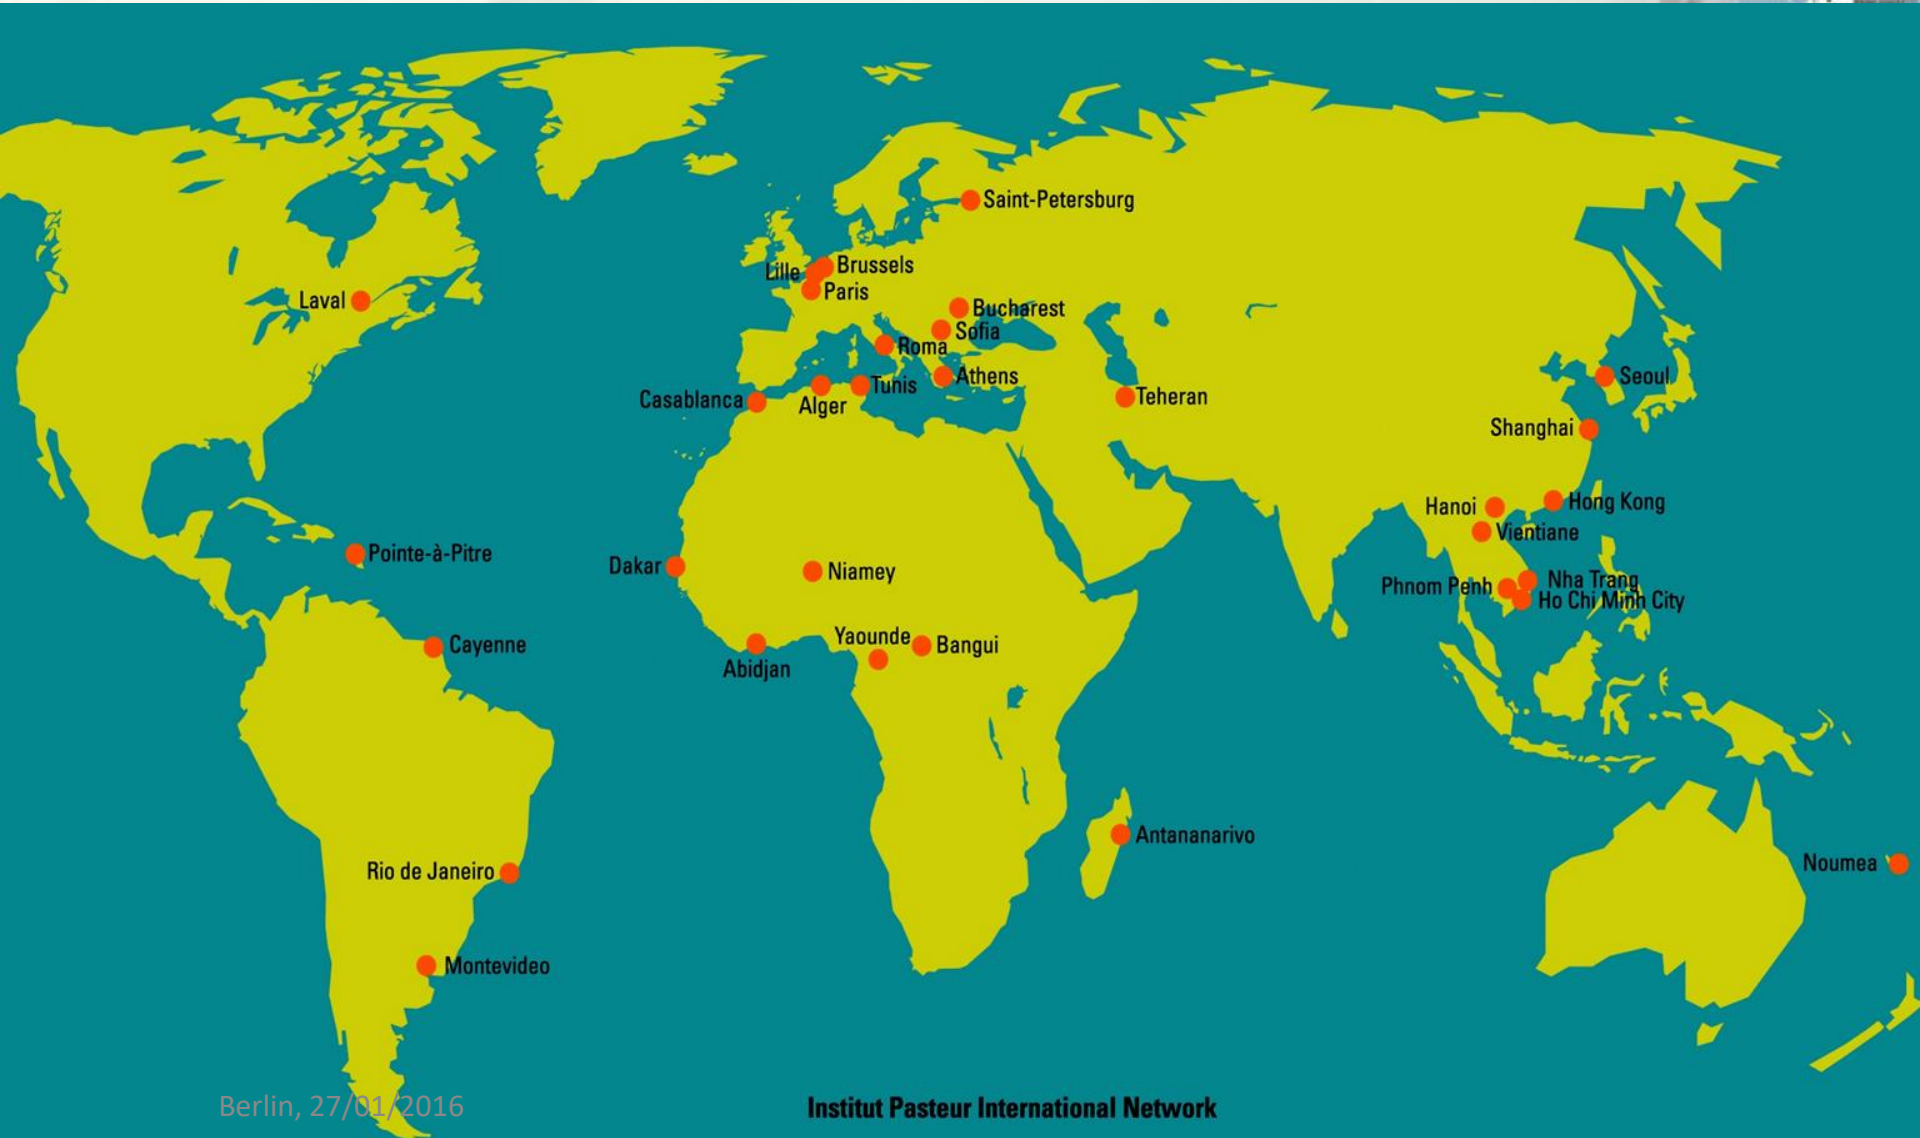 Saint-Petersburg
Brussels
Lille
Paris
Laval
Bucharest
Sofia
Roma
Athens
Tunis
Casablanca
Alger
Teheran
Seoul
Shanghai
Hanoi
Hong Kong
Vientiane
Pointe-à-Pitre
Dakar
Niamey
Phnom Penh
Nha Trang
Ho Chi Minh City
Cayenne
Yaounde
Bangui
Abidjan
Antananarivo
Rio de Janeiro
Noumea
Montevideo
Berlin, 27/01/2016
Institut Pasteur International Network